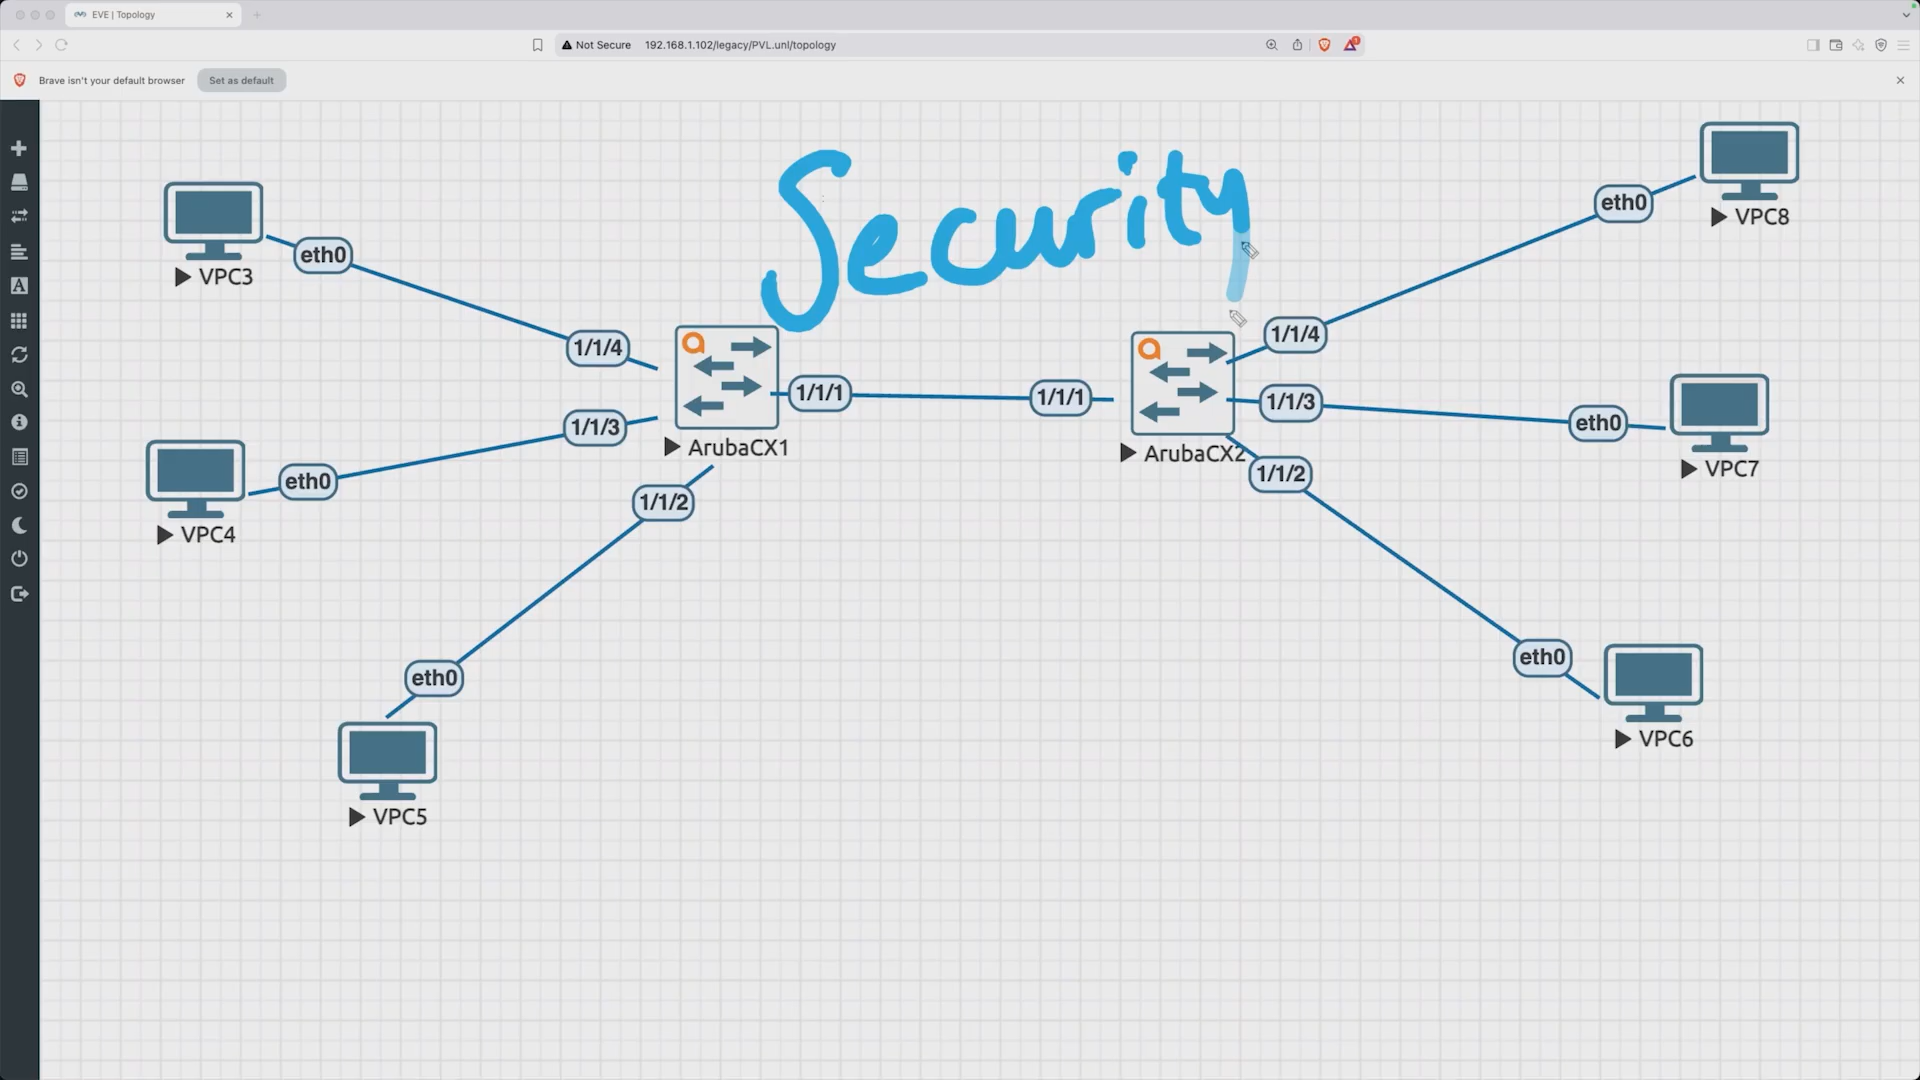 EVE | Topology
Not Secure 192.168.1.102/legacy/PVL.unl/topology
Brave isn't your default browser Set as default
Security
VPC3
eth0
1/1/4
VPC4
eth0
1/1/3
VPC5
eth0
1/1/2
ArubaCX1
1/1/1
1/1/1
ArubaCX2
1/1/4
eth0
VPC8
1/1/3
eth0
VPC7
1/1/2
eth0
VPC6